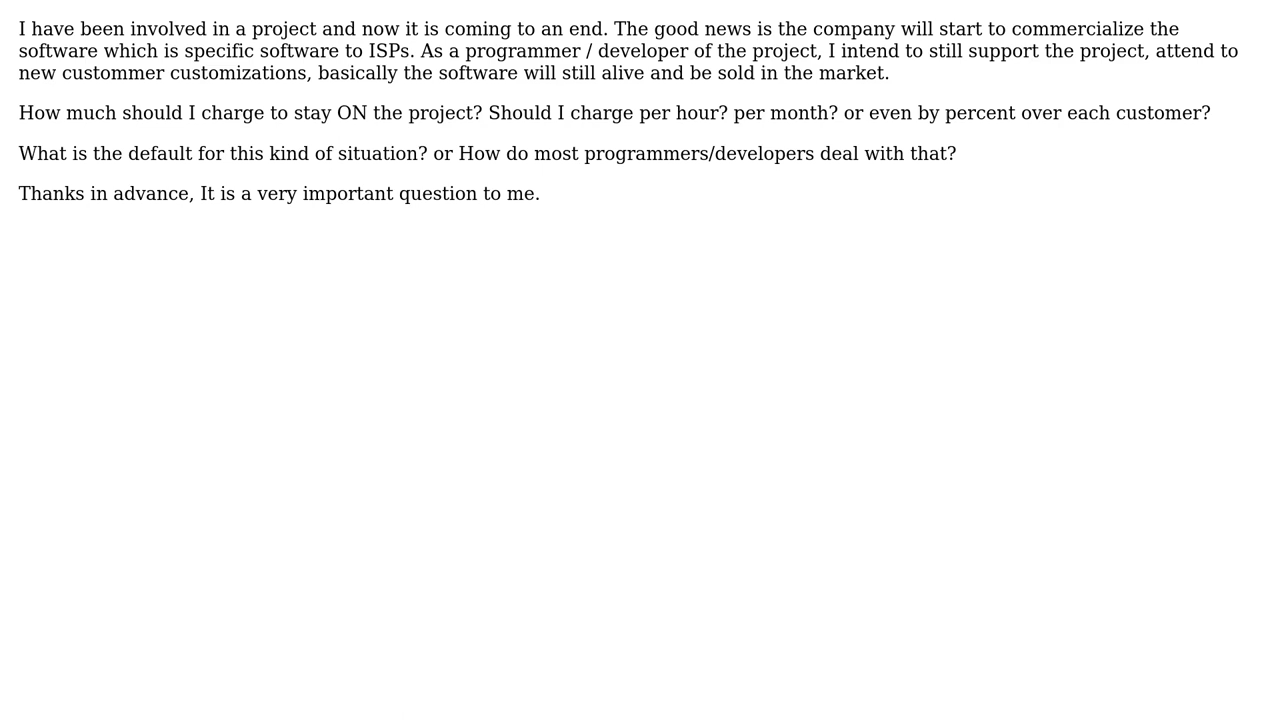 I have been involved in a project and now it is coming to an end. The good news is the company will start to commercialize the
software which is specific software to ISPs. As a programmer / developer of the project, I intend to still support the project, attend to
new custommer customizations, basically the software will still alive and be sold in the market.
How much should I charge to stay ON the project? Should I charge per hour? per month? or even by percent over each customer?
What is the default for this kind of situation? or How do most programmers/developers deal with that?
Thanks in advance, It is a very important question to me.